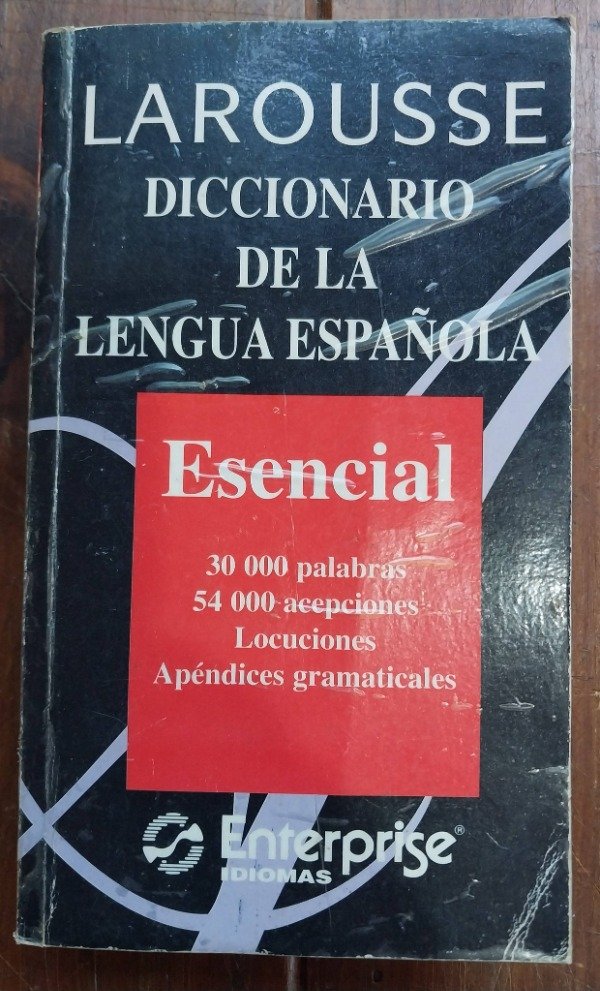 LAROUSSE
DICCIONARIO
DE LA
LENGUA ESPAÑOLA
Esencial
30 000 palabras
54 000 acepciones
Locuciones
Apéndices gramaticales
Enterprise®
IDIOMAS